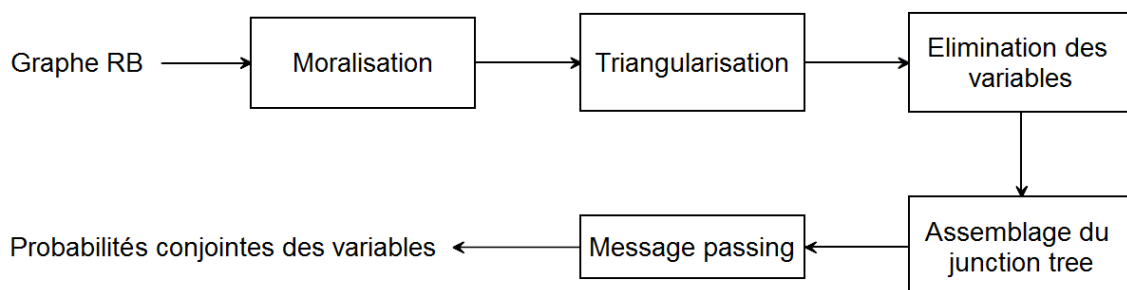 Graphe RB
Moralisation
Triangularisation
Elimination des
variables
Assemblage du
junction tree
Message passing
Probabilités conjointes des variables